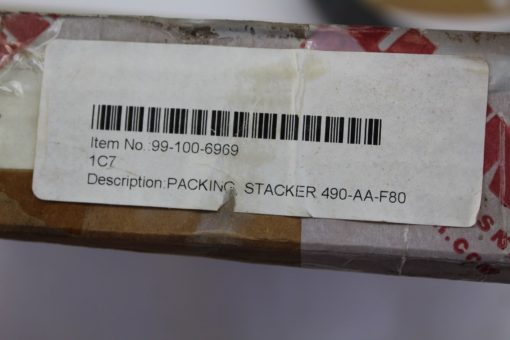 Item No.:99-100-6969
1C7
Description:PACKING STACKER 490-AA-F80